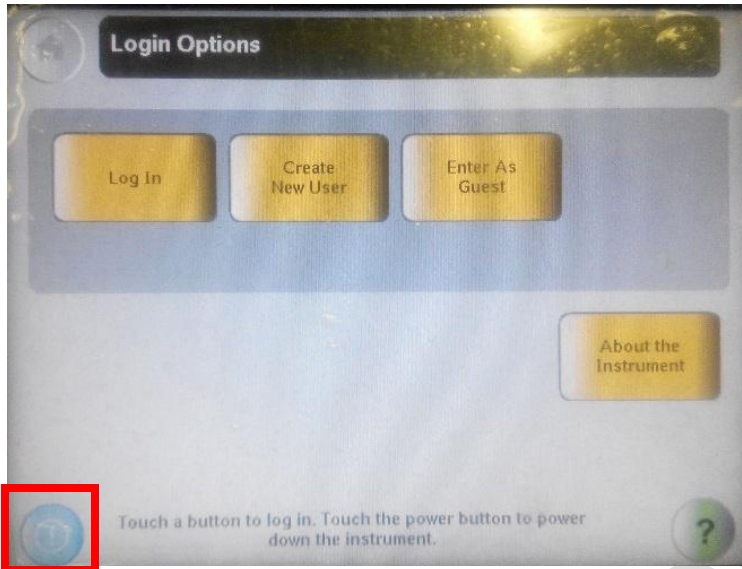 Login Options
Log In
Create
New User
Enter As
Guest
About the
Instrument
Touch a button to log in. Touch the power button to power
down the instrument.
?